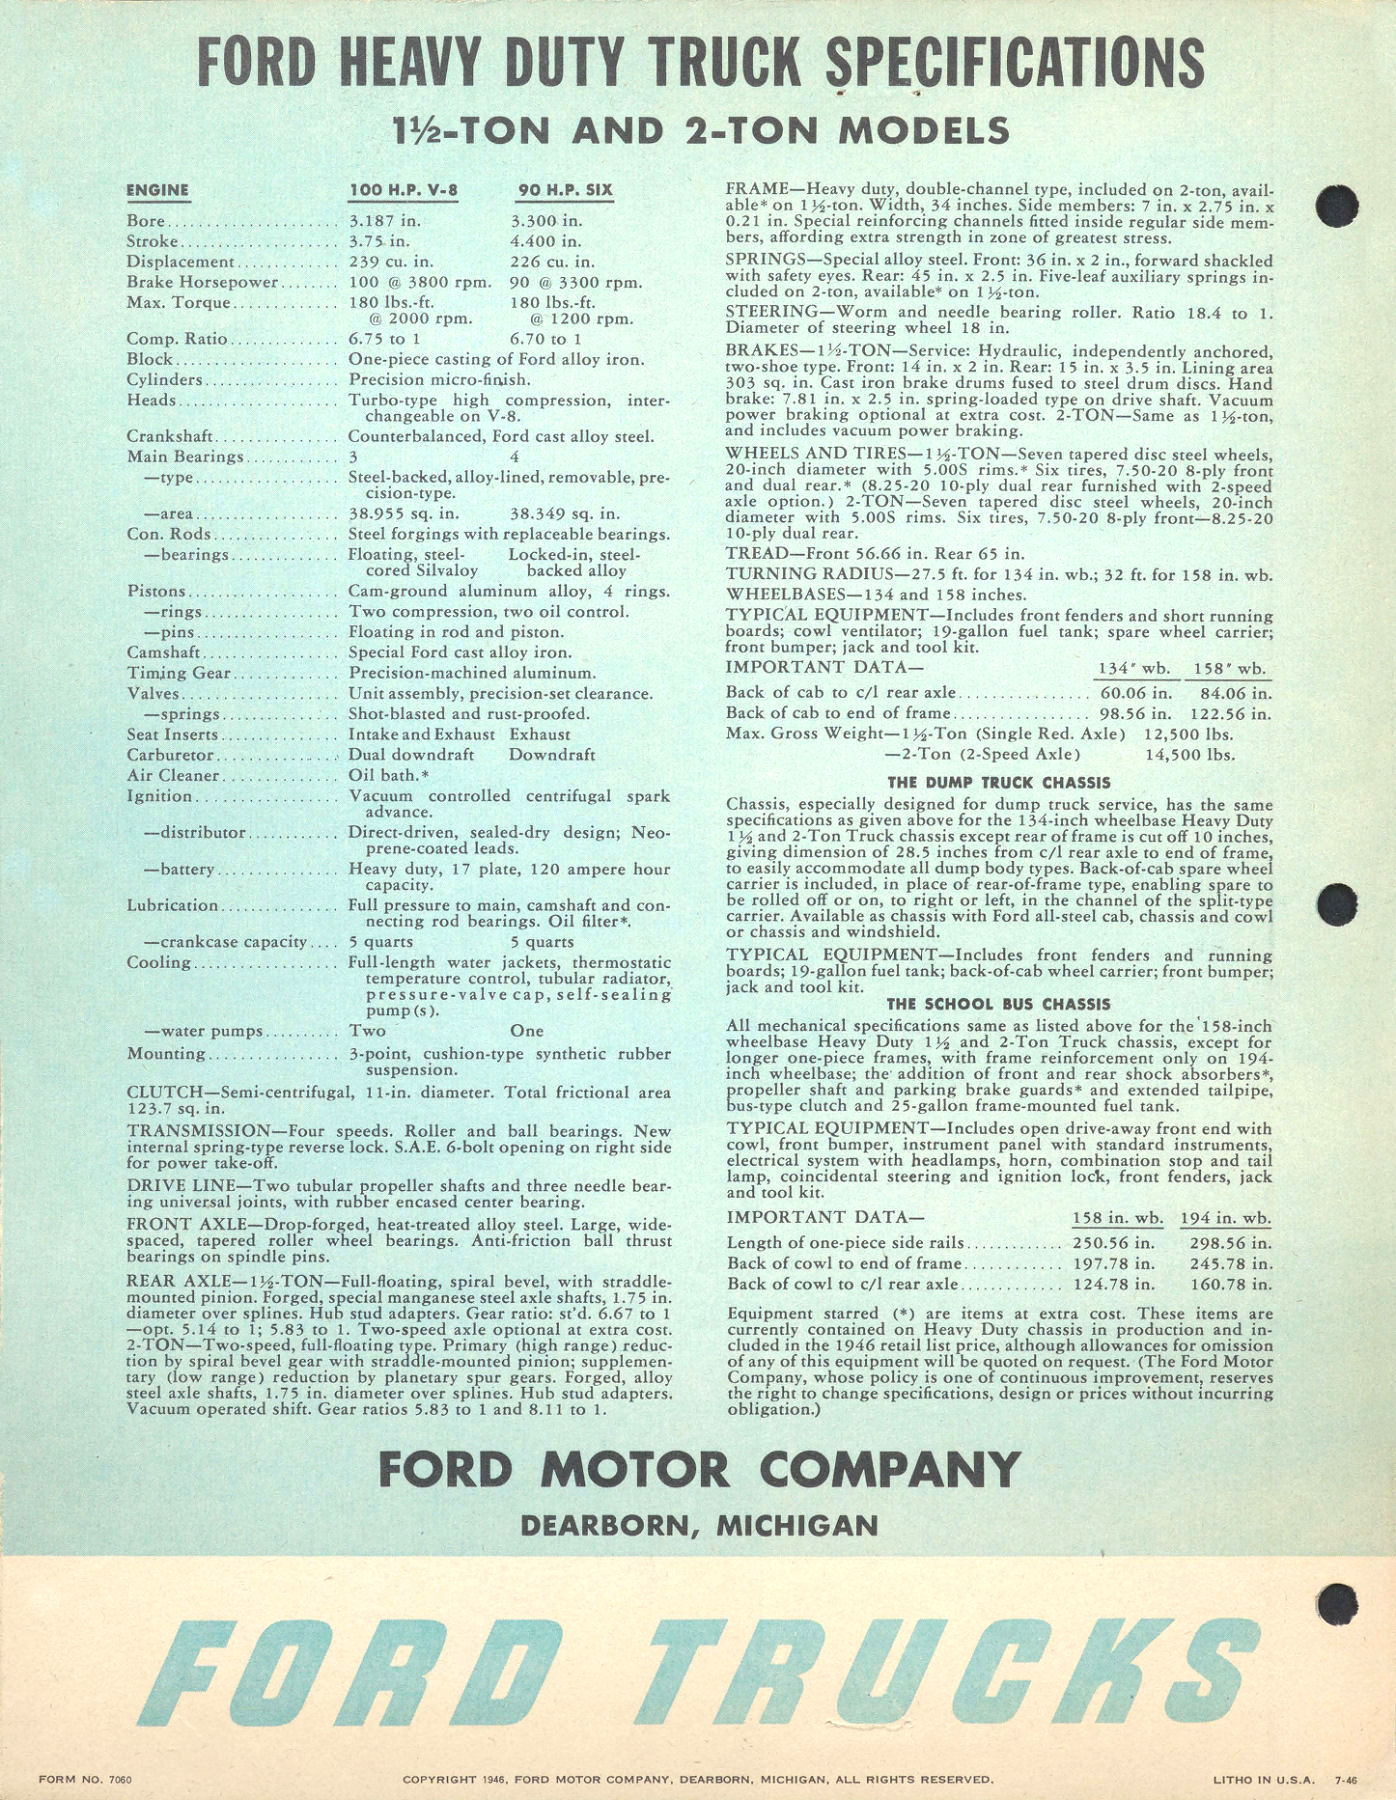 FORD HEAVY DUTY TRUCK SPECIFICATIONS
1½-TON AND 2-TON MODELS
ENGINE 100 H.P. V-8 90 H.P. SIX
Bore.................... 3.187 in. 3.300 in.
Stroke.................... 3.75 in. 4.400 in.
Displacement............. 239 cu. in. 226 cu. in.
Brake Horsepower........ 100 @ 3800 rpm. 90 @ 3300 rpm.
Max. Torque............. 180 lbs.-ft. 180 lbs.-ft.
@ 2000 rpm. @ 1200 rpm.
Comp. Ratio............. 6.75 to 1 6.70 to 1
Block.................... One-piece casting of Ford alloy iron.
Cylinders................ Precision micro-finish.
Heads.................... Turbo-type high compression, inter-
changeable on V-8.
Crankshaft............... Counterbalanced, Ford cast alloy steel.
Main Bearings............ 3 4
—type.................. Steel-backed, alloy-lined, removable, pre-
cision-type.
—area.................. 38.955 sq. in. 38.349 sq. in.
Con. Rods................ Steel forgings with replaceable bearings.
—bearings.............. Floating, steel- Locked-in, steel-
cored Silvaloy backed alloy
Pistons................... Cam-ground aluminum alloy, 4 rings.
—rings................. Two compression, two oil control.
—pins.................. Floating in rod and piston.
Camshaft................. Special Ford cast alloy iron.
Timing Gear.............. Precision-machined aluminum.
Valves.................... Unit assembly, precision-set clearance.
—springs............... Shot-blasted and rust-proofed.
Seat Inserts............... Intake and Exhaust Exhaust
Carburetor................ Dual downdraft Downdraft
Air Cleaner............... Oil bath.*
Ignition.................. Vacuum controlled centrifugal spark
advance.
—distributor............ Direct-driven, sealed-dry design; Neo-
prene-coated leads.
—battery............... Heavy duty, 17 plate, 120 ampere hour
capacity.
Lubrication............... Full pressure to main, camshaft and con-
necting rod bearings. Oil filter*.
—crankcase capacity.... 5 quarts 5 quarts
Cooling.................. Full-length water jackets, thermostatic
temperature control, tubular radiator,
pressure-valve cap, self-sealing
pump(s).
—water pumps.......... Two One
Mounting................ 3-point, cushion-type synthetic rubber
suspension.
CLUTCH—Semi-centrifugal, 11-in. diameter. Total frictional area
123.7 sq. in.
TRANSMISSION—Four speeds. Roller and ball bearings. New
internal spring-type reverse lock. S.A.E. 6-bolt opening on right side
for power take-off.
DRIVE LINE—Two tubular propeller shafts and three needle bear-
ing universal joints, with rubber encased center bearing.
FRONT AXLE—Drop-forged, heat-treated alloy steel. Large, wide-
spaced, tapered roller wheel bearings. Anti-friction ball thrust
bearings on spindle pins.
REAR AXLE—1½-TON—Full-floating, spiral bevel, with straddle-
mounted pinion. Forged, special manganese steel axle shafts, 1.75 in.
diameter over splines. Hub stud adapters. Gear ratio: st'd. 6.67 to 1
—opt. 5.14 to 1; 5.83 to 1. Two-speed axle optional at extra cost.
2-TON—Two-speed, full-floating type. Primary (high range) reduc-
tion by spiral bevel gear with straddle-mounted pinion; supplemen-
tary (low range) reduction by planetary spur gears. Forged, alloy
steel axle shafts, 1.75 in. diameter over splines. Hub stud adapters.
Vacuum operated shift. Gear ratios 5.83 to 1 and 8.11 to 1.
FRAME—Heavy duty, double-channel type, included on 2-ton, avail-
able* on 1½-ton. Width, 34 inches. Side members: 7 in. x 2.75 in. x
0.21 in. Special reinforcing channels fitted inside regular side mem-
bers, affording extra strength in zone of greatest stress.
SPRINGS—Special alloy steel. Front: 36 in. x 2 in., forward shackled
with safety eyes. Rear: 45 in. x 2.5 in. Five-leaf auxiliary springs in-
cluded on 2-ton, available* on 1½-ton.
STEERING—Worm and needle bearing roller. Ratio 18.4 to 1.
Diameter of steering wheel 18 in.
BRAKES—1½-TON—Service: Hydraulic, independently anchored,
two-shoe type. Front: 14 in. x 2 in. Rear: 15 in. x 3.5 in. Lining area
303 sq. in. Cast iron brake drums fused to steel drum discs. Hand
brake: 7.81 in. x 2.5 in. spring-loaded type on drive shaft. Vacuum
power braking optional at extra cost. 2-TON—Same as 1½-ton,
and includes vacuum power braking.
WHEELS AND TIRES—1½-TON—Seven tapered disc steel wheels,
20-inch diameter with 5.00S rims.* Six tires, 7.50-20 8-ply front
and dual rear.* (8.25-20 10-ply dual rear furnished with 2-speed
axle option.) 2-TON—Seven tapered disc steel wheels, 20-inch
diameter with 5.00S rims. Six tires, 7.50-20 8-ply front—8.25-20
10-ply dual rear.
TREAD—Front 56.66 in. Rear 65 in.
TURNING RADIUS—27.5 ft. for 134 in. wb.; 32 ft. for 158 in. wb.
WHEELBASES—134 and 158 inches.
TYPICAL EQUIPMENT—Includes front fenders and short running
boards; cowl ventilator; 19-gallon fuel tank; spare wheel carrier;
front bumper; jack and tool kit.
IMPORTANT DATA— 134" wb. 158" wb.
Back of cab to c/l rear axle................ 60.06 in. 84.06 in.
Back of cab to end of frame................. 98.56 in. 122.56 in.
Max. Gross Weight—1½-Ton (Single Red. Axle) 12,500 lbs.
—2-Ton (2-Speed Axle) 14,500 lbs.
THE DUMP TRUCK CHASSIS
Chassis, especially designed for dump truck service, has the same
specifications as given above for the 134-inch wheelbase Heavy Duty
1½ and 2-Ton Truck chassis except rear of frame is cut off 10 inches,
giving dimension of 28.5 inches from c/l rear axle to end of frame,
to easily accommodate all dump body types. Back-of-cab spare wheel
carrier is included, in place of rear-of-frame type, enabling spare to
be rolled off or on, to right or left, in the channel of the split-type
carrier. Available as chassis with Ford all-steel cab, chassis and cowl
or chassis and windshield.
TYPICAL EQUIPMENT—Includes front fenders and running
boards; 19-gallon fuel tank; back-of-cab wheel carrier; front bumper;
jack and tool kit.
THE SCHOOL BUS CHASSIS
All mechanical specifications same as listed above for the 158-inch
wheelbase Heavy Duty 1½ and 2-Ton Truck chassis, except for
longer one-piece frames, with frame reinforcement only on 194-
inch wheelbase; the addition of front and rear shock absorbers*,
propeller shaft and parking brake guards* and extended tailpipe,
bus-type clutch and 25-gallon frame-mounted fuel tank.
TYPICAL EQUIPMENT—Includes open drive-away front end with
cowl, front bumper, instrument panel with standard instruments,
electrical system with headlamps, horn, combination stop and tail
lamp, coincidental steering and ignition lock, front fenders, jack
and tool kit.
IMPORTANT DATA— 158 in. wb. 194 in. wb.
Length of one-piece side rails............ 250.56 in. 298.56 in.
Back of cowl to end of frame............ 197.78 in. 245.78 in.
Back of cowl to c/l rear axle............. 124.78 in. 160.78 in.
Equipment starred (*) are items at extra cost. These items are
currently contained on Heavy Duty chassis in production and in-
cluded in the 1946 retail list price, although allowances for omission
of any of this equipment will be quoted on request. (The Ford Motor
Company, whose policy is one of continuous improvement, reserves
the right to change specifications, design or prices without incurring
obligation.)
FORD MOTOR COMPANY
DEARBORN, MICHIGAN
FORD TRUCKS
FORM NO. 7060 COPYRIGHT 1946, FORD MOTOR COMPANY, DEARBORN, MICHIGAN, ALL RIGHTS RESERVED. LITHO IN U.S.A. 7-46